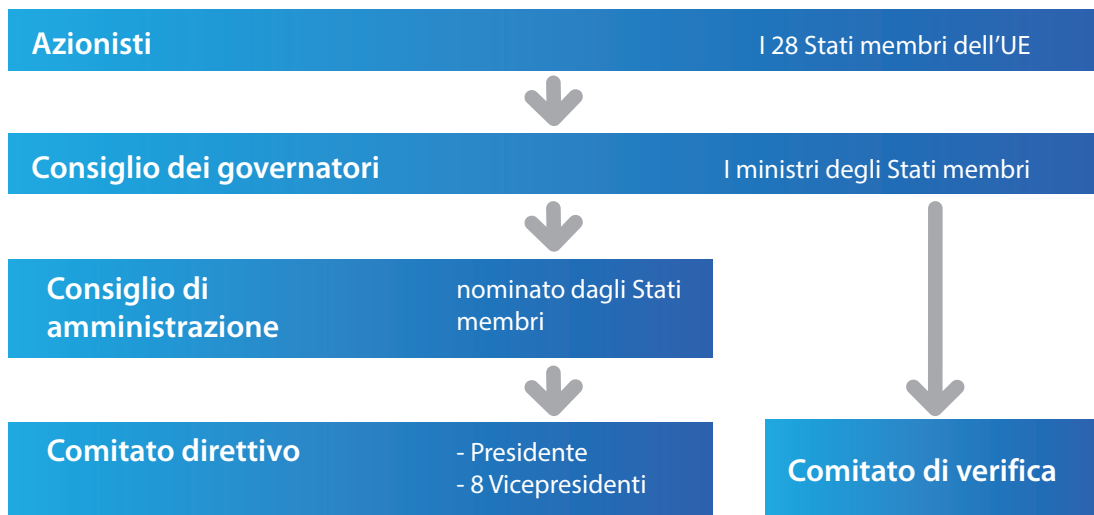 Azionisti
I 28 Stati membri dell’UE
Consiglio dei governatori
I ministri degli Stati membri
Consiglio di
amministrazione
nominato dagli Stati
membri
Comitato direttivo
- Presidente
- 8 Vicepresidenti
Comitato di verifica